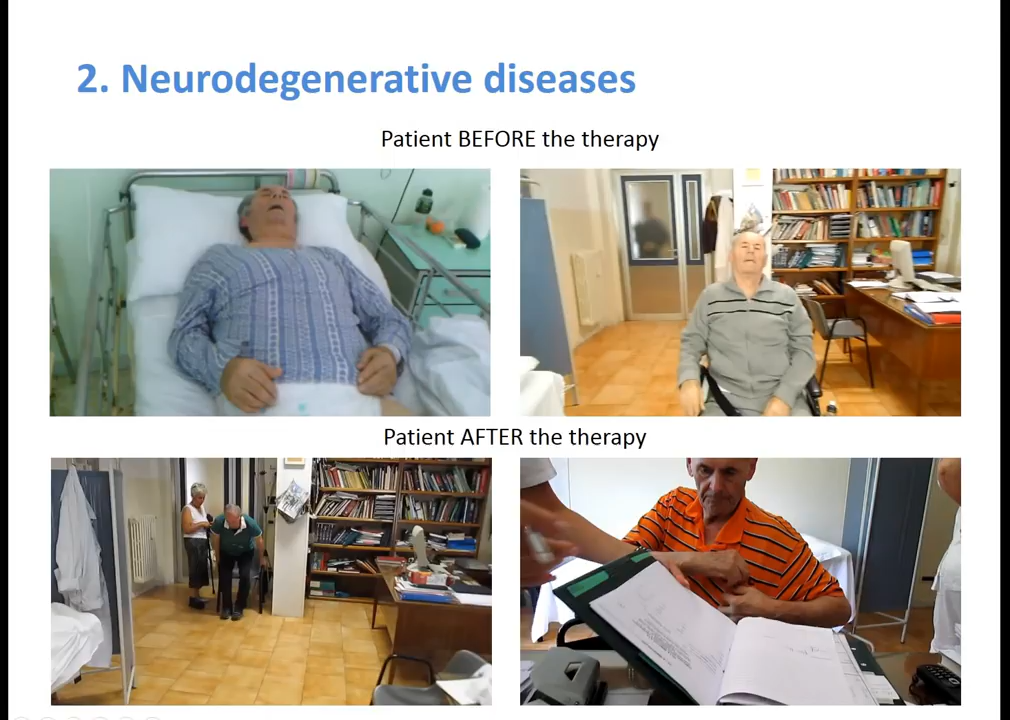 2. Neurodegenerative diseases
Patient BEFORE the therapy
Patient AFTER the therapy